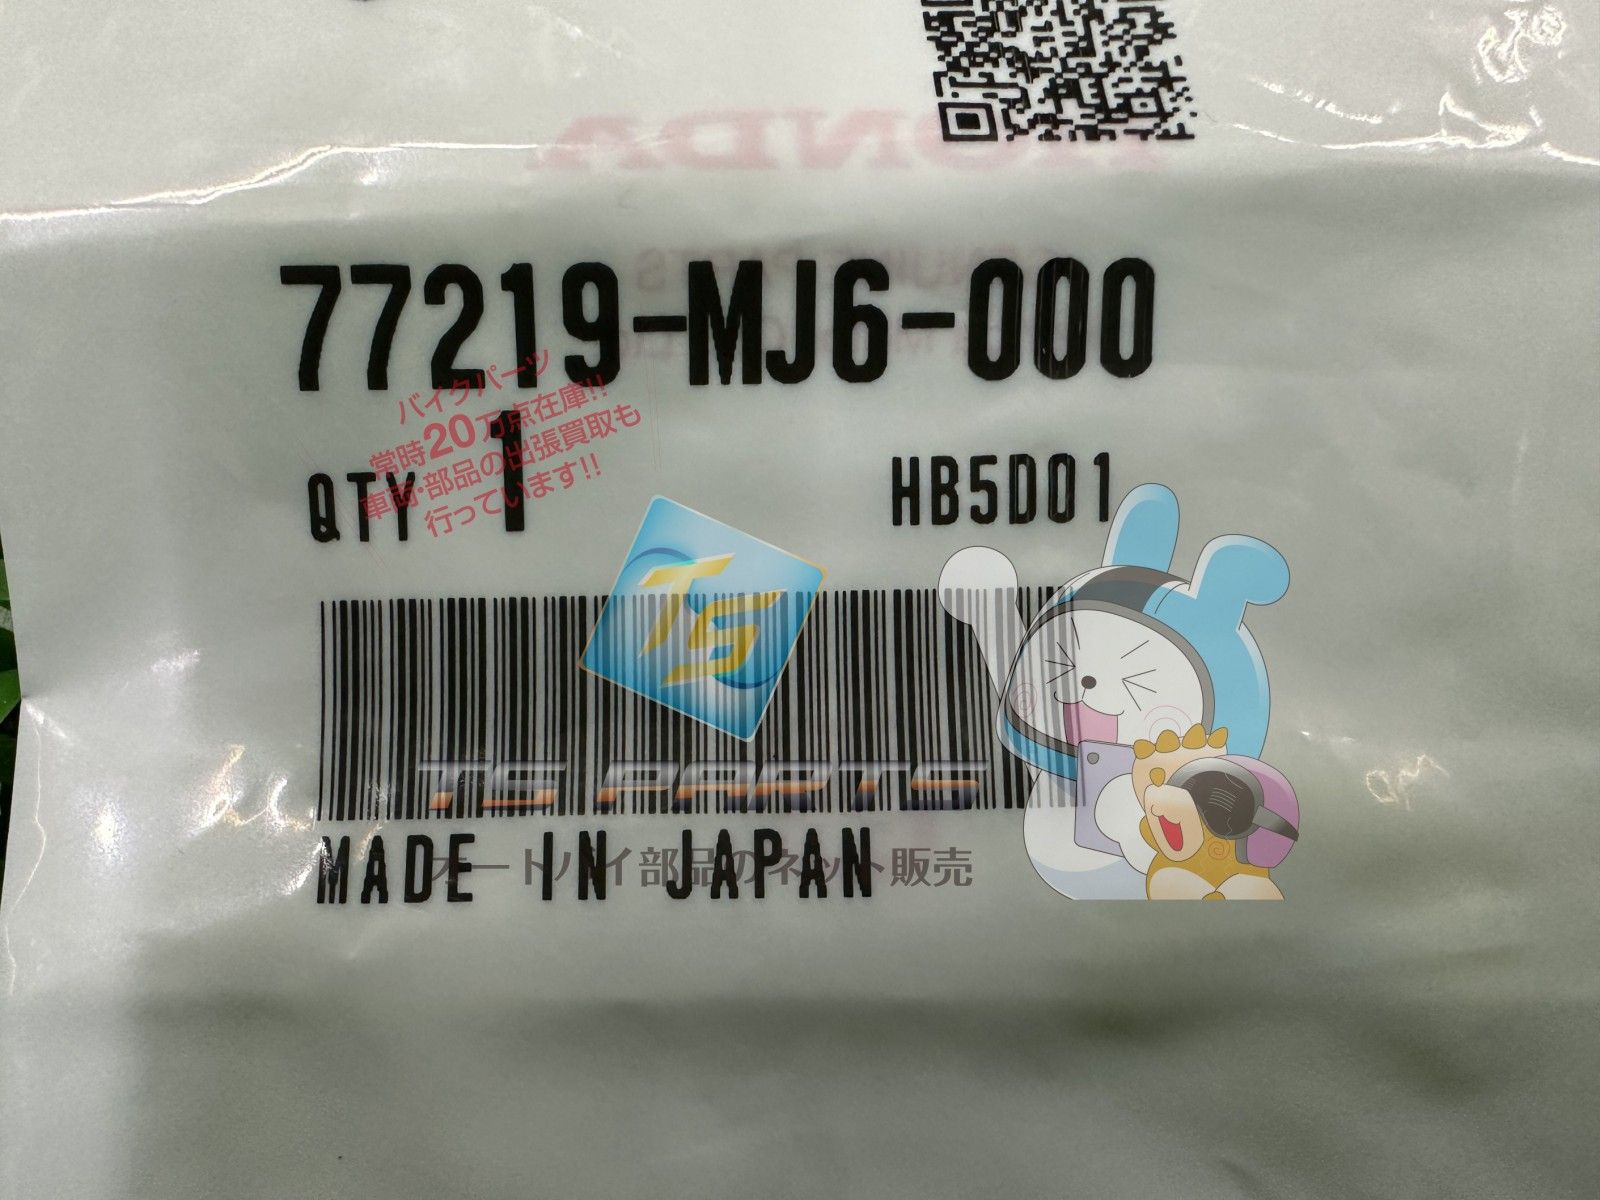 HONDA
77219-MJ6-000
バイクパーツ
常時20万点在庫!!
車両・部品の出張買取も
行っています!!
QTY 1 HB5D01
TS
TS PARTS
MADE IN JAPAN
オートバイ部品のネット販売